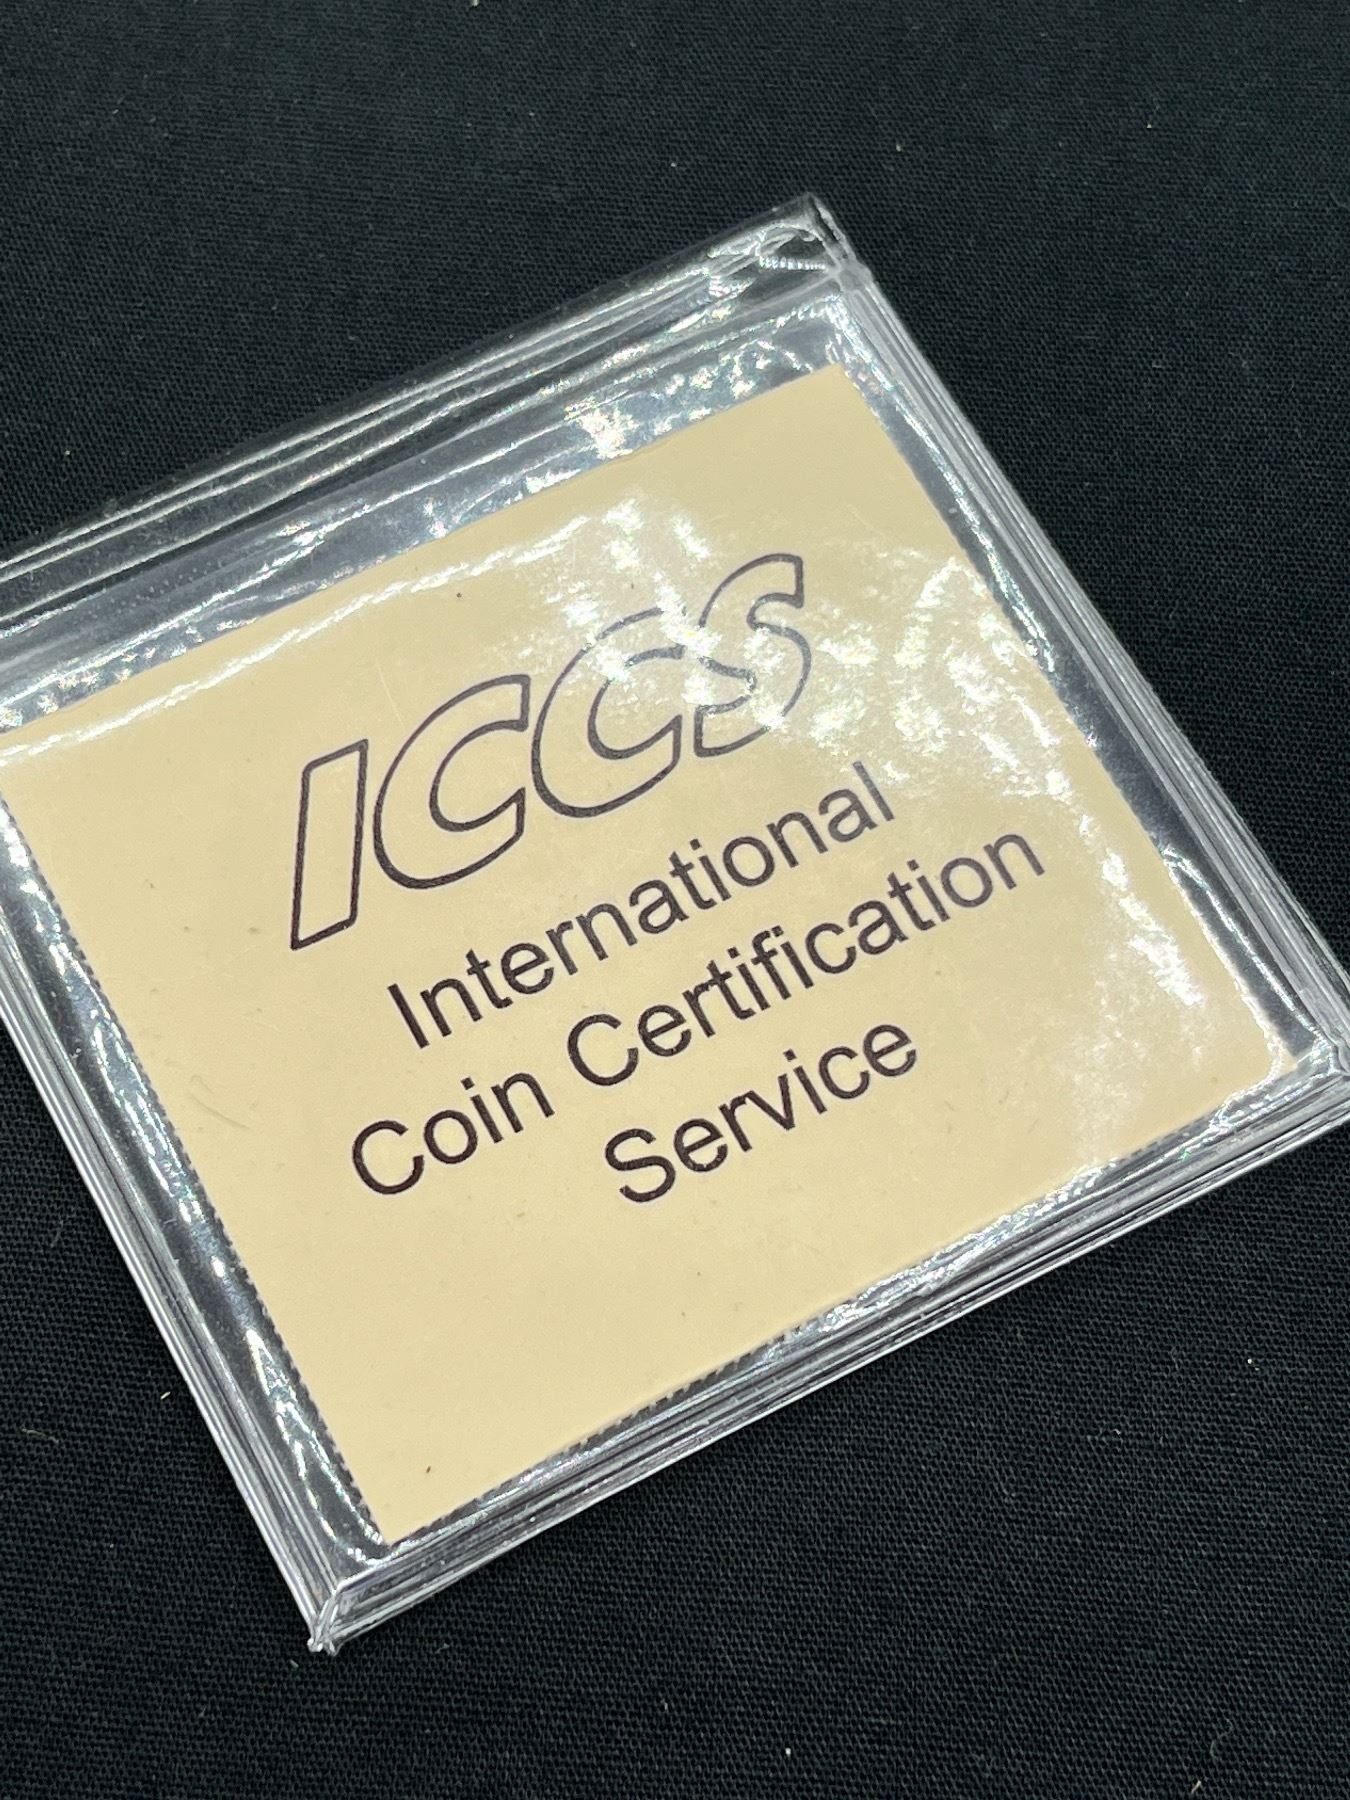 ICCS
International
Coin Certification
Service